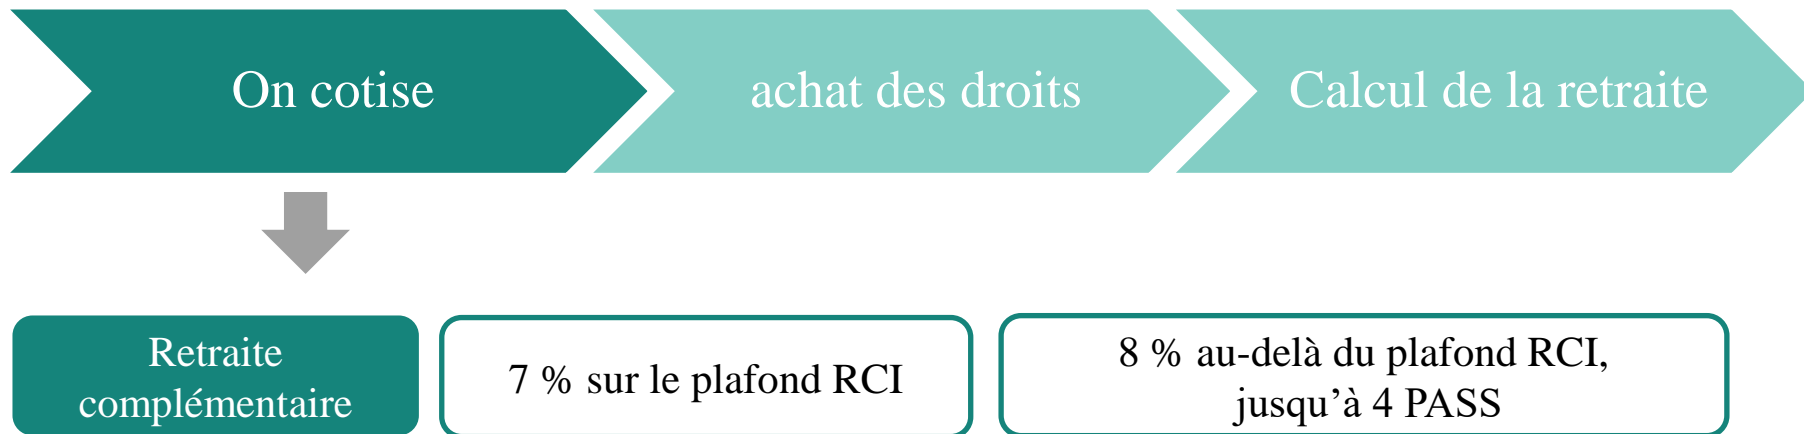 On cotise
achat des droits
Calcul de la retraite
Retraite
complémentaire
7 % sur le plafond RCI
8 % au-delà du plafond RCI,
jusqu’à 4 PASS